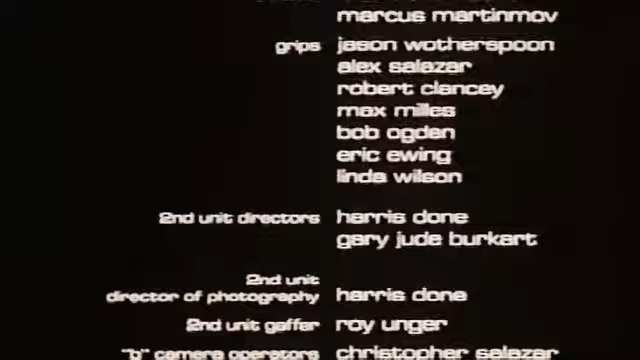 marcus martinmov
grips jason wotherspoon
alex salazar
robert clancey
max milles
bob ogden
eric ewing
linda wilson
2nd unit directors harris done
gary jude burkart
2nd unit
director of photography harris done
2nd unit gaffer roy unger
"b" camera operators christopher salazar